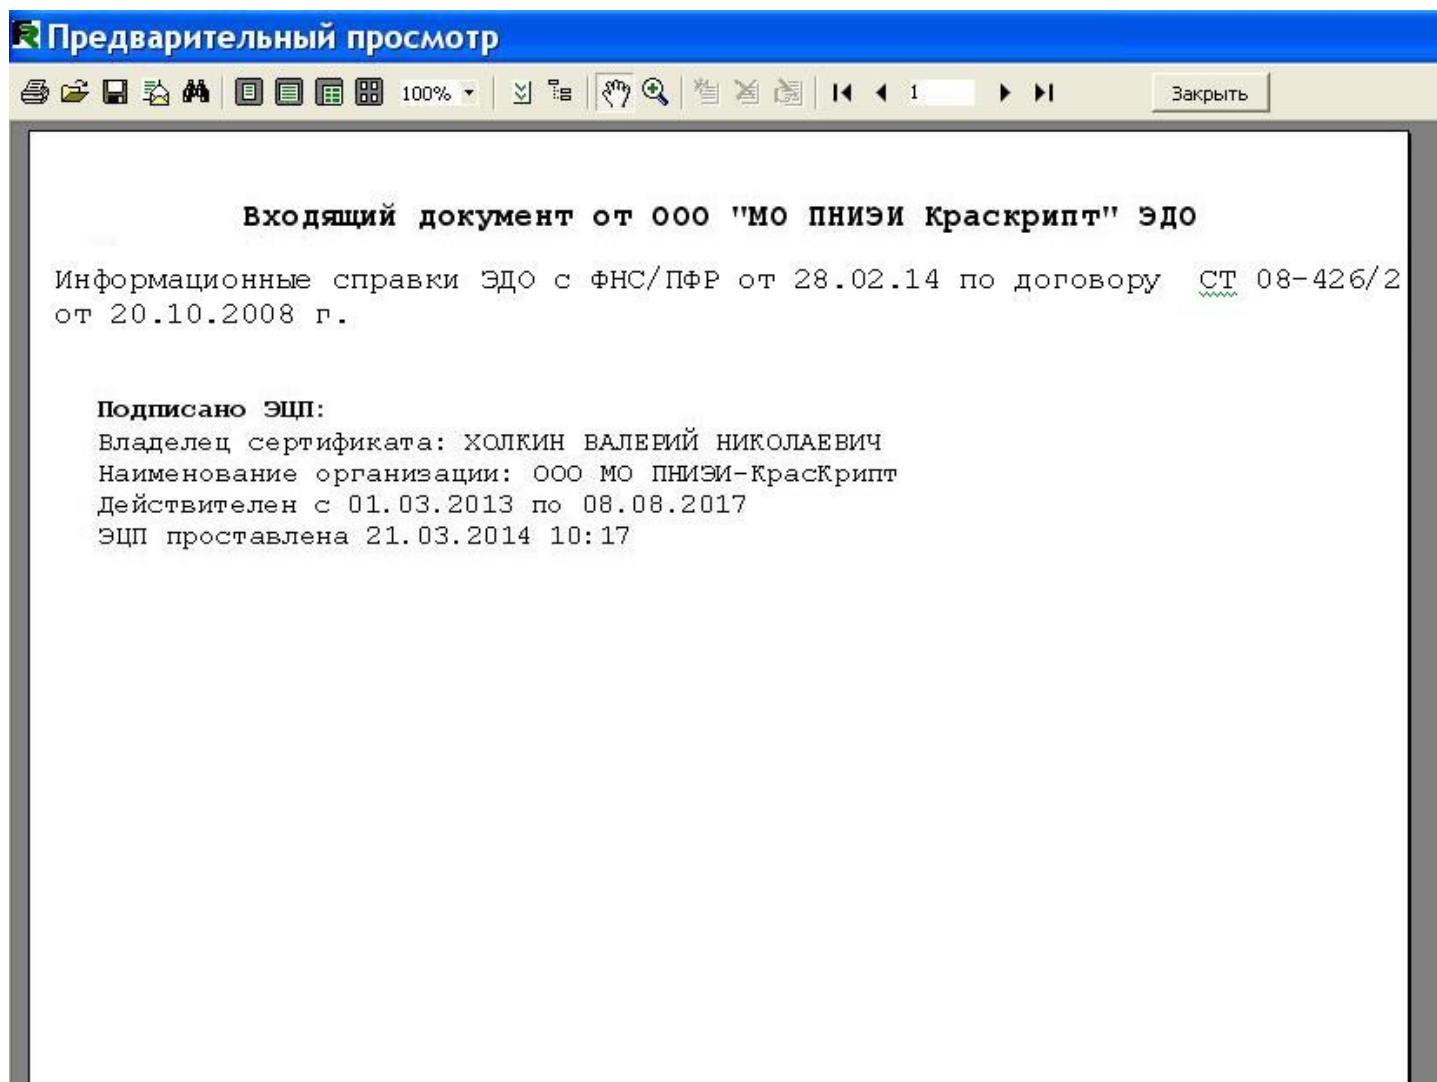 Предварительный просмотр
100%
1
Закрыть
Входящий документ от ООО "МО ПНИЭИ Краскрипт" ЭДО
Информационные справки ЭДО с ФНС/ПФР от 28.02.14 по договору СТ 08-426/2
от 20.10.2008 г.
Подписано ЭЦП:
Владелец сертификата: ХОЛКИН ВАЛЕРИЙ НИКОЛАЕВИЧ
Наименование организации: ООО МО ПНИЭИ-КрасКрипт
Действителен с 01.03.2013 по 08.08.2017
ЭЦП проставлена 21.03.2014 10:17